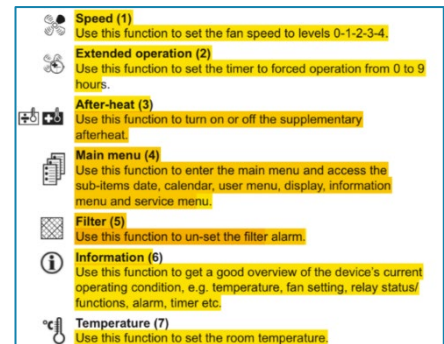 Speed (1)
Use this function to set the fan speed to levels 0-1-2-3-4.
Extended operation (2)
Use this function to set the timer to forced operation from 0 to 9
hours.
After-heat (3)
Use this function to turn on or off the supplementary
afterheat.
Main menu (4)
Use this function to enter the main menu and access the
sub-items date, calendar, user menu, display, information
menu and service menu.
Filter (5)
Use this function to un-set the filter alarm.
Information (6)
Use this function to get a good overview of the device's current
operating condition, e.g. temperature, fan setting, relay status/
functions, alarm, timer etc.
°C Temperature (7)
Use this function to set the room temperature.